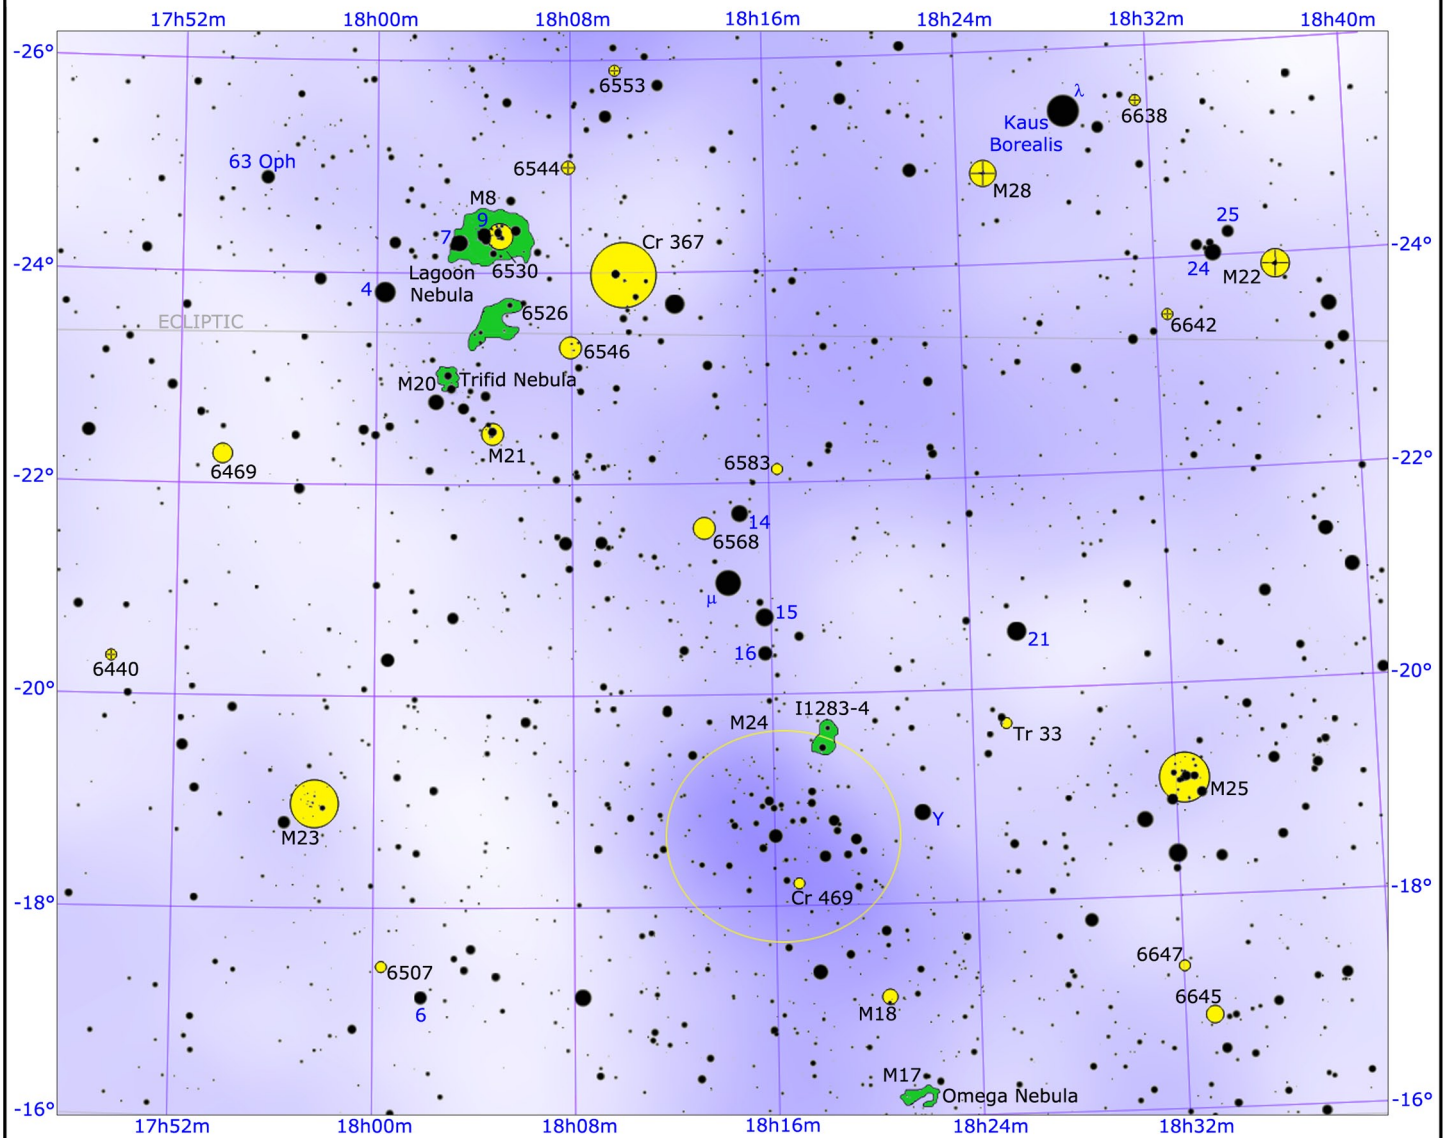 17h52m 18h00m 18h08m 18h16m 18h24m 18h32m 18h40m
-26°
6553
λ
6638
Kaus
Borealis
63 Oph
6544
M28
M8
9
25
7
Cr 367
-24°
-24°
6530
Lagoon
Nebula
24
M22
4
6526
ECLIPTIC
6642
6546
M20 Trifid Nebula
M21
6583
-22°
6469
-22°
14
6568
μ
15
21
16
6440
-20°
-20°
I1283-4
M24
Tr 33
M25
Y
M23
-18°
Cr 469
-18°
6647
6507
6645
6
M18
M17
Omega Nebula
-16°
-16°
17h52m 18h00m 18h08m 18h16m 18h24m 18h32m